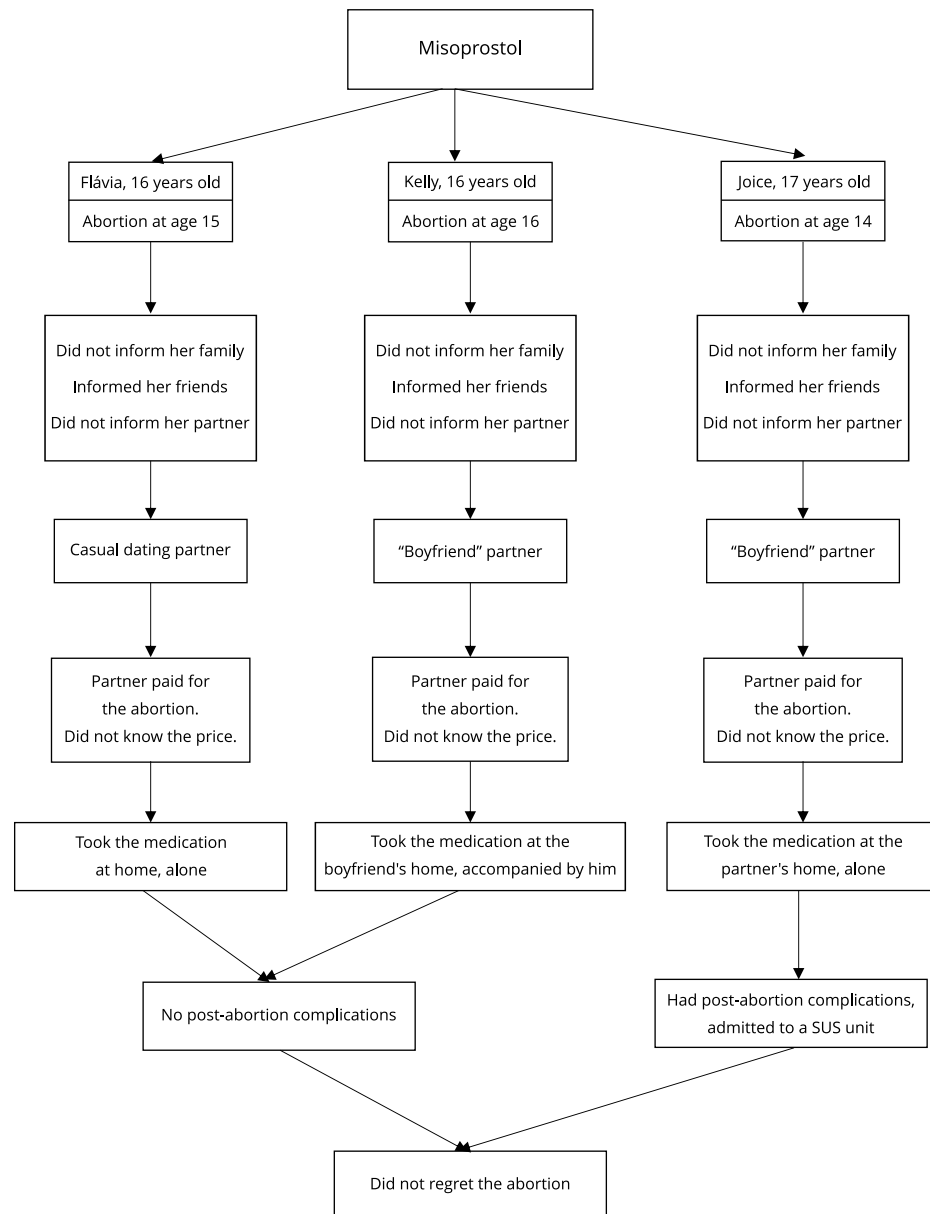 Misoprostol
Flávia, 16 years old
Abortion at age 15
Kelly, 16 years old
Abortion at age 16
Joice, 17 years old
Abortion at age 14
Did not inform her family
Informed her friends
Did not inform her partner
Did not inform her family
Informed her friends
Did not inform her partner
Did not inform her family
Informed her friends
Did not inform her partner
Casual dating partner
“Boyfriend” partner
“Boyfriend” partner
Partner paid for
the abortion.
Did not know the price.
Partner paid for
the abortion.
Did not know the price.
Partner paid for
the abortion.
Did not know the price.
Took the medication
at home, alone
Took the medication at the
boyfriend's home, accompanied by him
Took the medication at the
partner's home, alone
No post-abortion complications
Had post-abortion complications,
admitted to a SUS unit
Did not regret the abortion